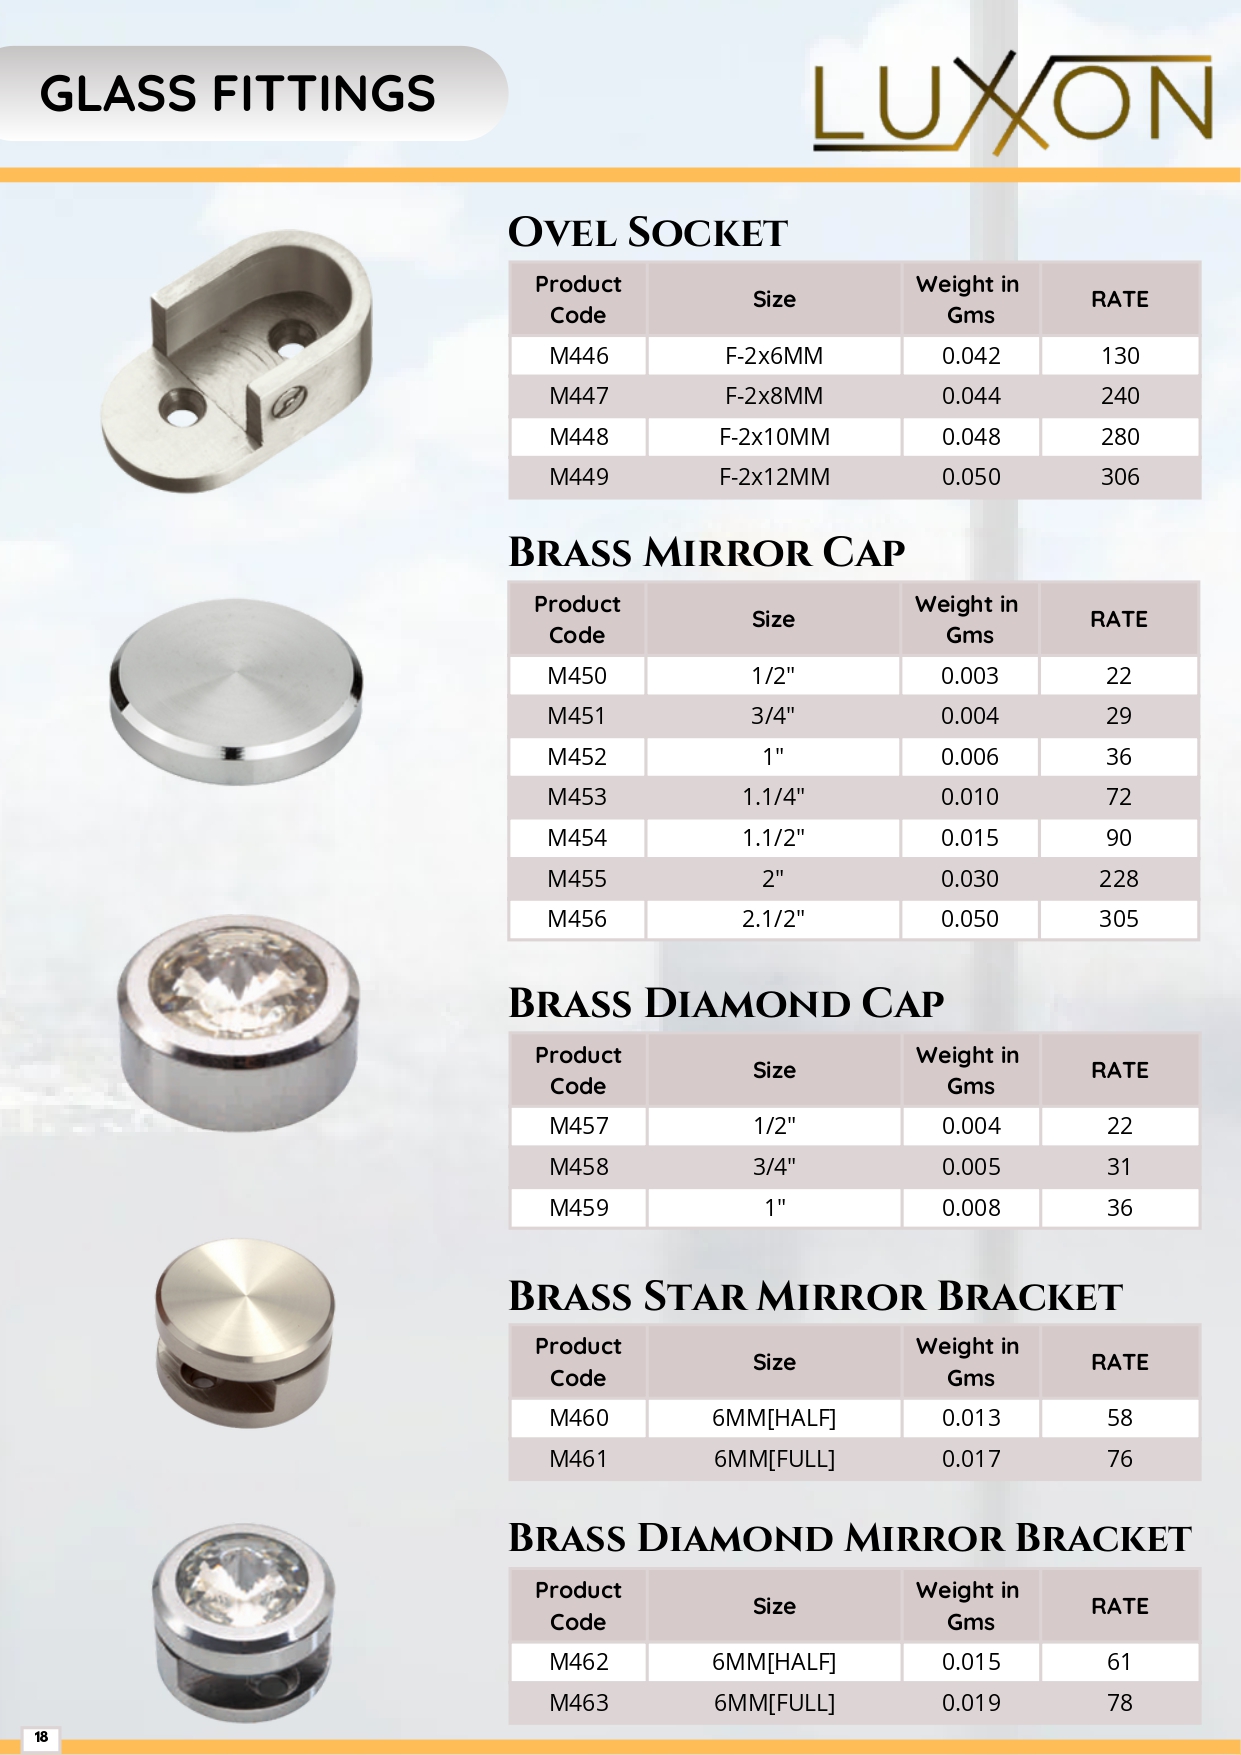 GLASS FITTINGS
LUXXON
OVEL SOCKET
Product Code Size Weight in Gms RATE
M446 F-2x6MM 0.042 130
M447 F-2x8MM 0.044 240
M448 F-2x10MM 0.048 280
M449 F-2x12MM 0.050 306
BRASS MIRROR CAP
Product Code Size Weight in Gms RATE
M450 1/2" 0.003 22
M451 3/4" 0.004 29
M452 1" 0.006 36
M453 1.1/4" 0.010 72
M454 1.1/2" 0.015 90
M455 2" 0.030 228
M456 2.1/2" 0.050 305
BRASS DIAMOND CAP
Product Code Size Weight in Gms RATE
M457 1/2" 0.004 22
M458 3/4" 0.005 31
M459 1" 0.008 36
BRASS STAR MIRROR BRACKET
Product Code Size Weight in Gms RATE
M460 6MM[HALF] 0.013 58
M461 6MM[FULL] 0.017 76
BRASS DIAMOND MIRROR BRACKET
Product Code Size Weight in Gms RATE
M462 6MM[HALF] 0.015 61
M463 6MM[FULL] 0.019 78
18